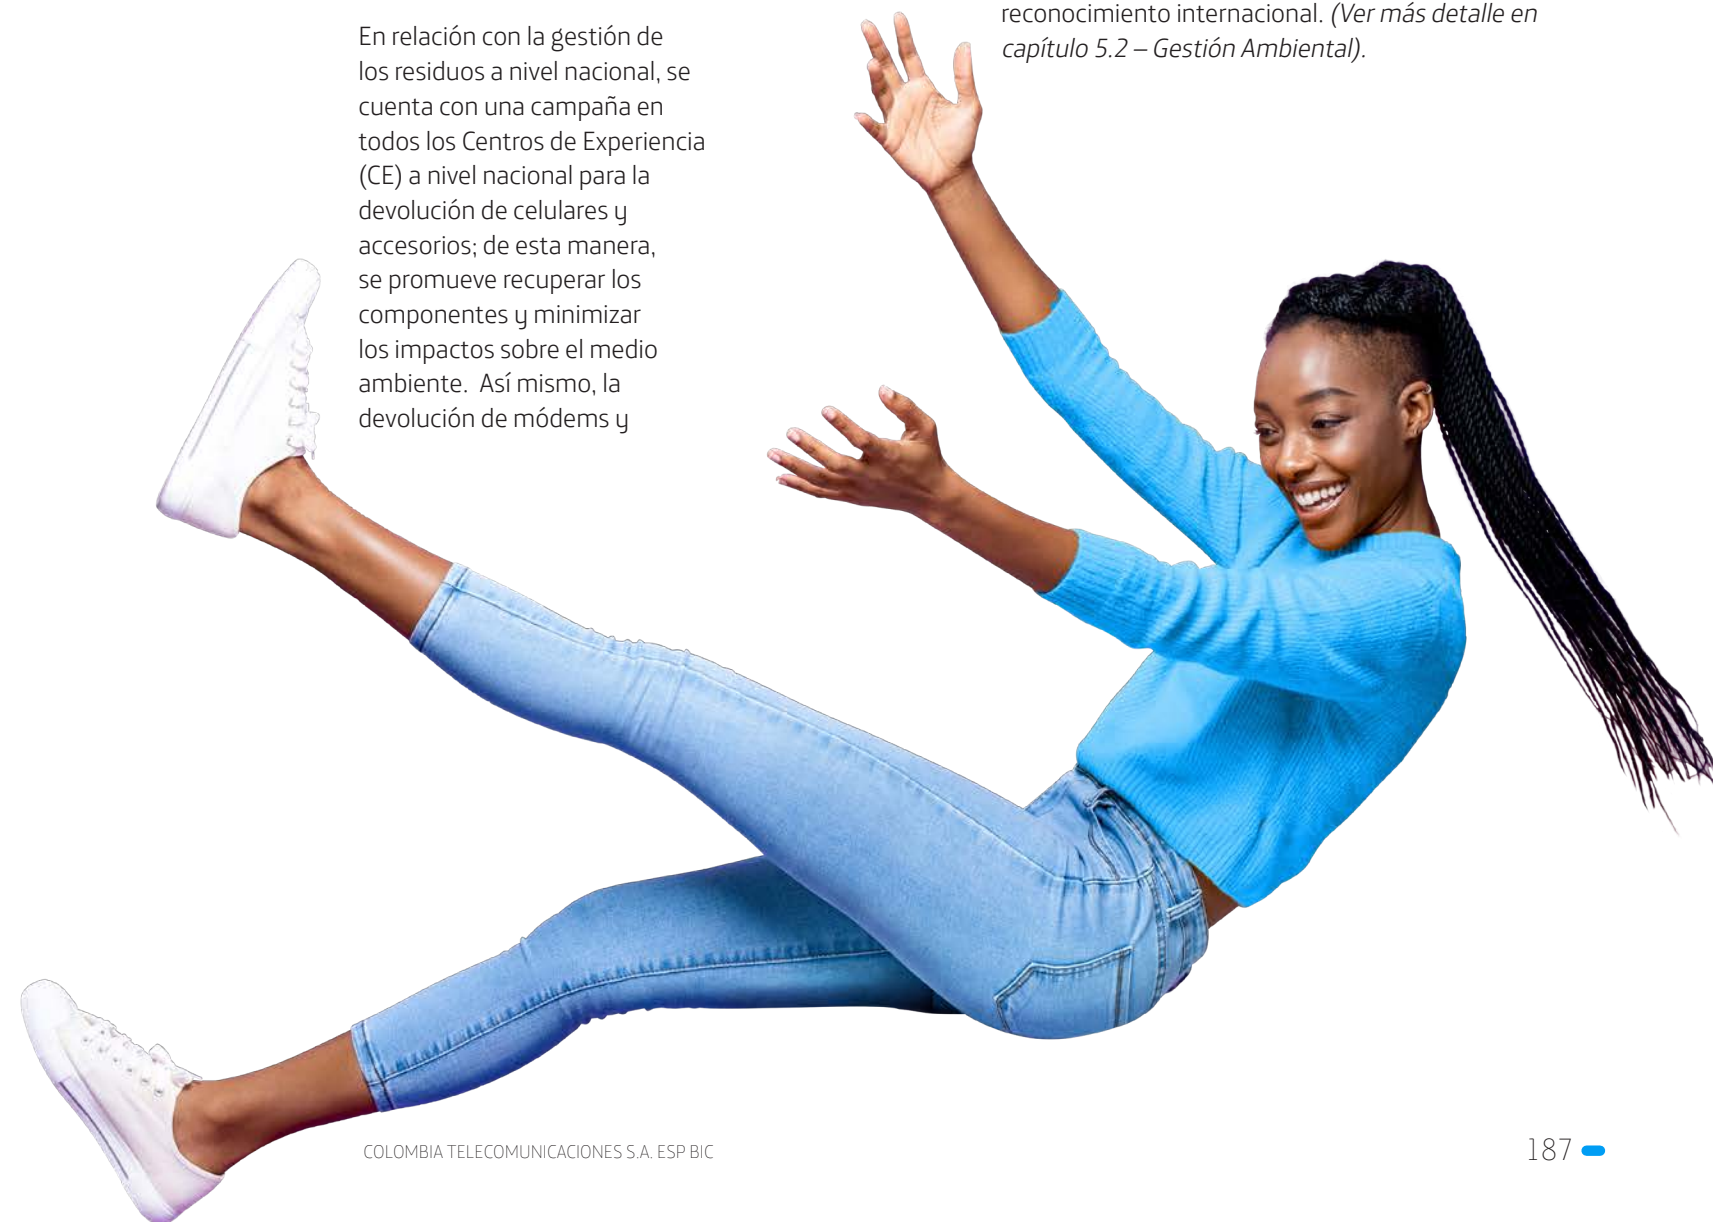 En relación con la gestión de
los residuos a nivel nacional, se
cuenta con una campaña en
todos los Centros de Experiencia
(CE) a nivel nacional para la
devolución de celulares y
accesorios; de esta manera,
se promueve recuperar los
componentes y minimizar
los impactos sobre el medio
ambiente.  Así mismo, la
devolución de módems y
reconocimiento internacional. (Ver más detalle en
capítulo 5.2 – Gestión Ambiental).
COLOMBIA TELECOMUNICACIONES S.A. ESP BIC
187